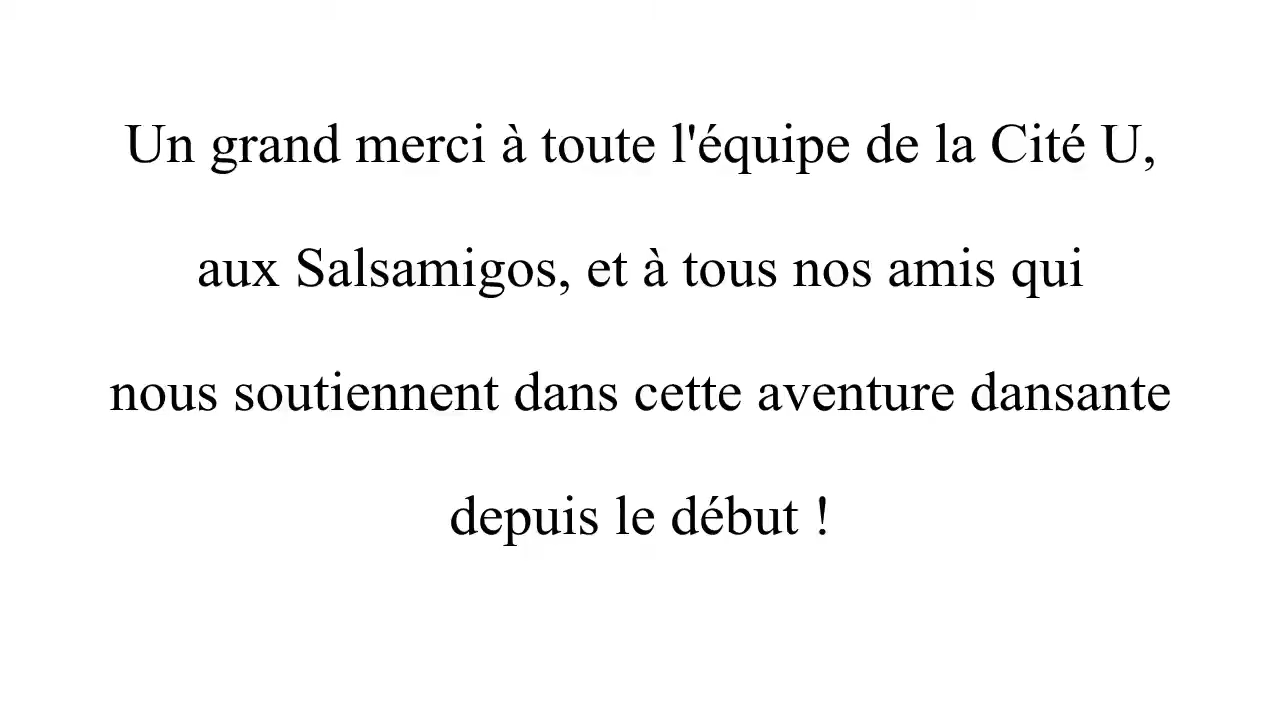 Un grand merci à toute l'équipe de la Cité U,
aux Salsamigos, et à tous nos amis qui
nous soutiennent dans cette aventure dansante
depuis le début !